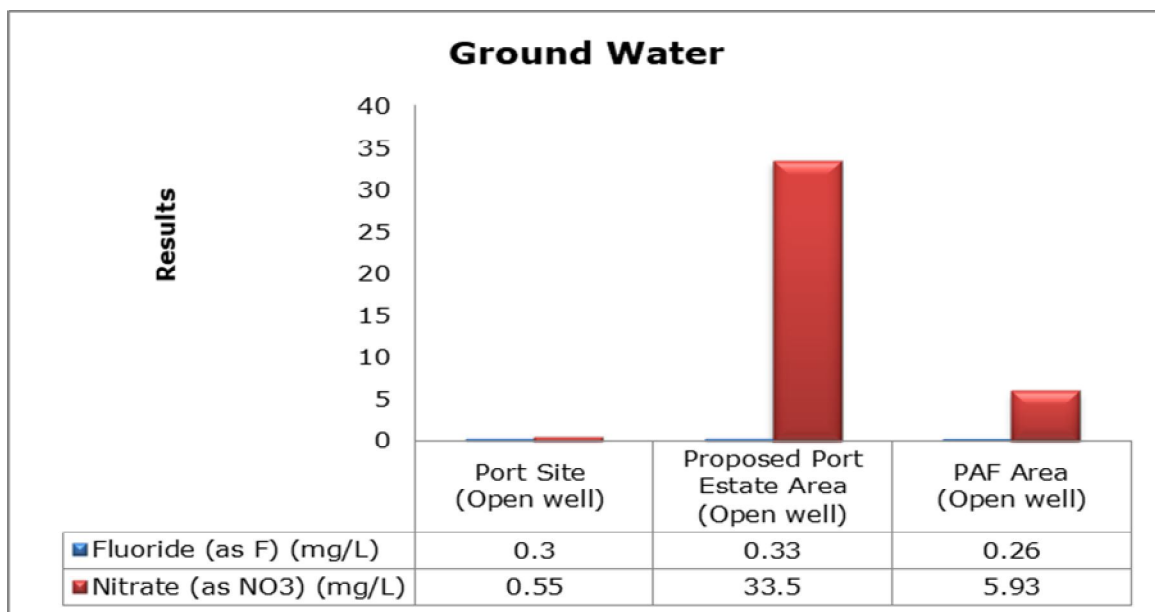 Ground Water
Results
40
35
30
25
20
15
10
5
0
Port Site
(Open well)
Proposed Port
Estate Area
(Open well)
PAF Area
(Open well)
Fluoride (as F) (mg/L) 0.3 0.33 0.26
Nitrate (as NO3) (mg/L) 0.55 33.5 5.93